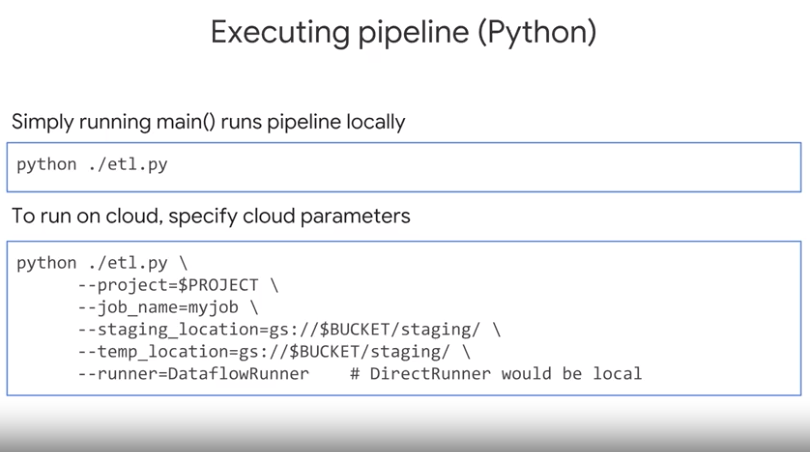 Executing pipeline (Python)
Simply running main() runs pipeline locally
python ./etl.py
To run on cloud, specify cloud parameters
python ./etl.py \
--project=$PROJECT \
--job_name=myjob \
--staging_location=gs://$BUCKET/staging/ \
--temp_location=gs://$BUCKET/staging/ \
--runner=DataflowRunner    # DirectRunner would be local